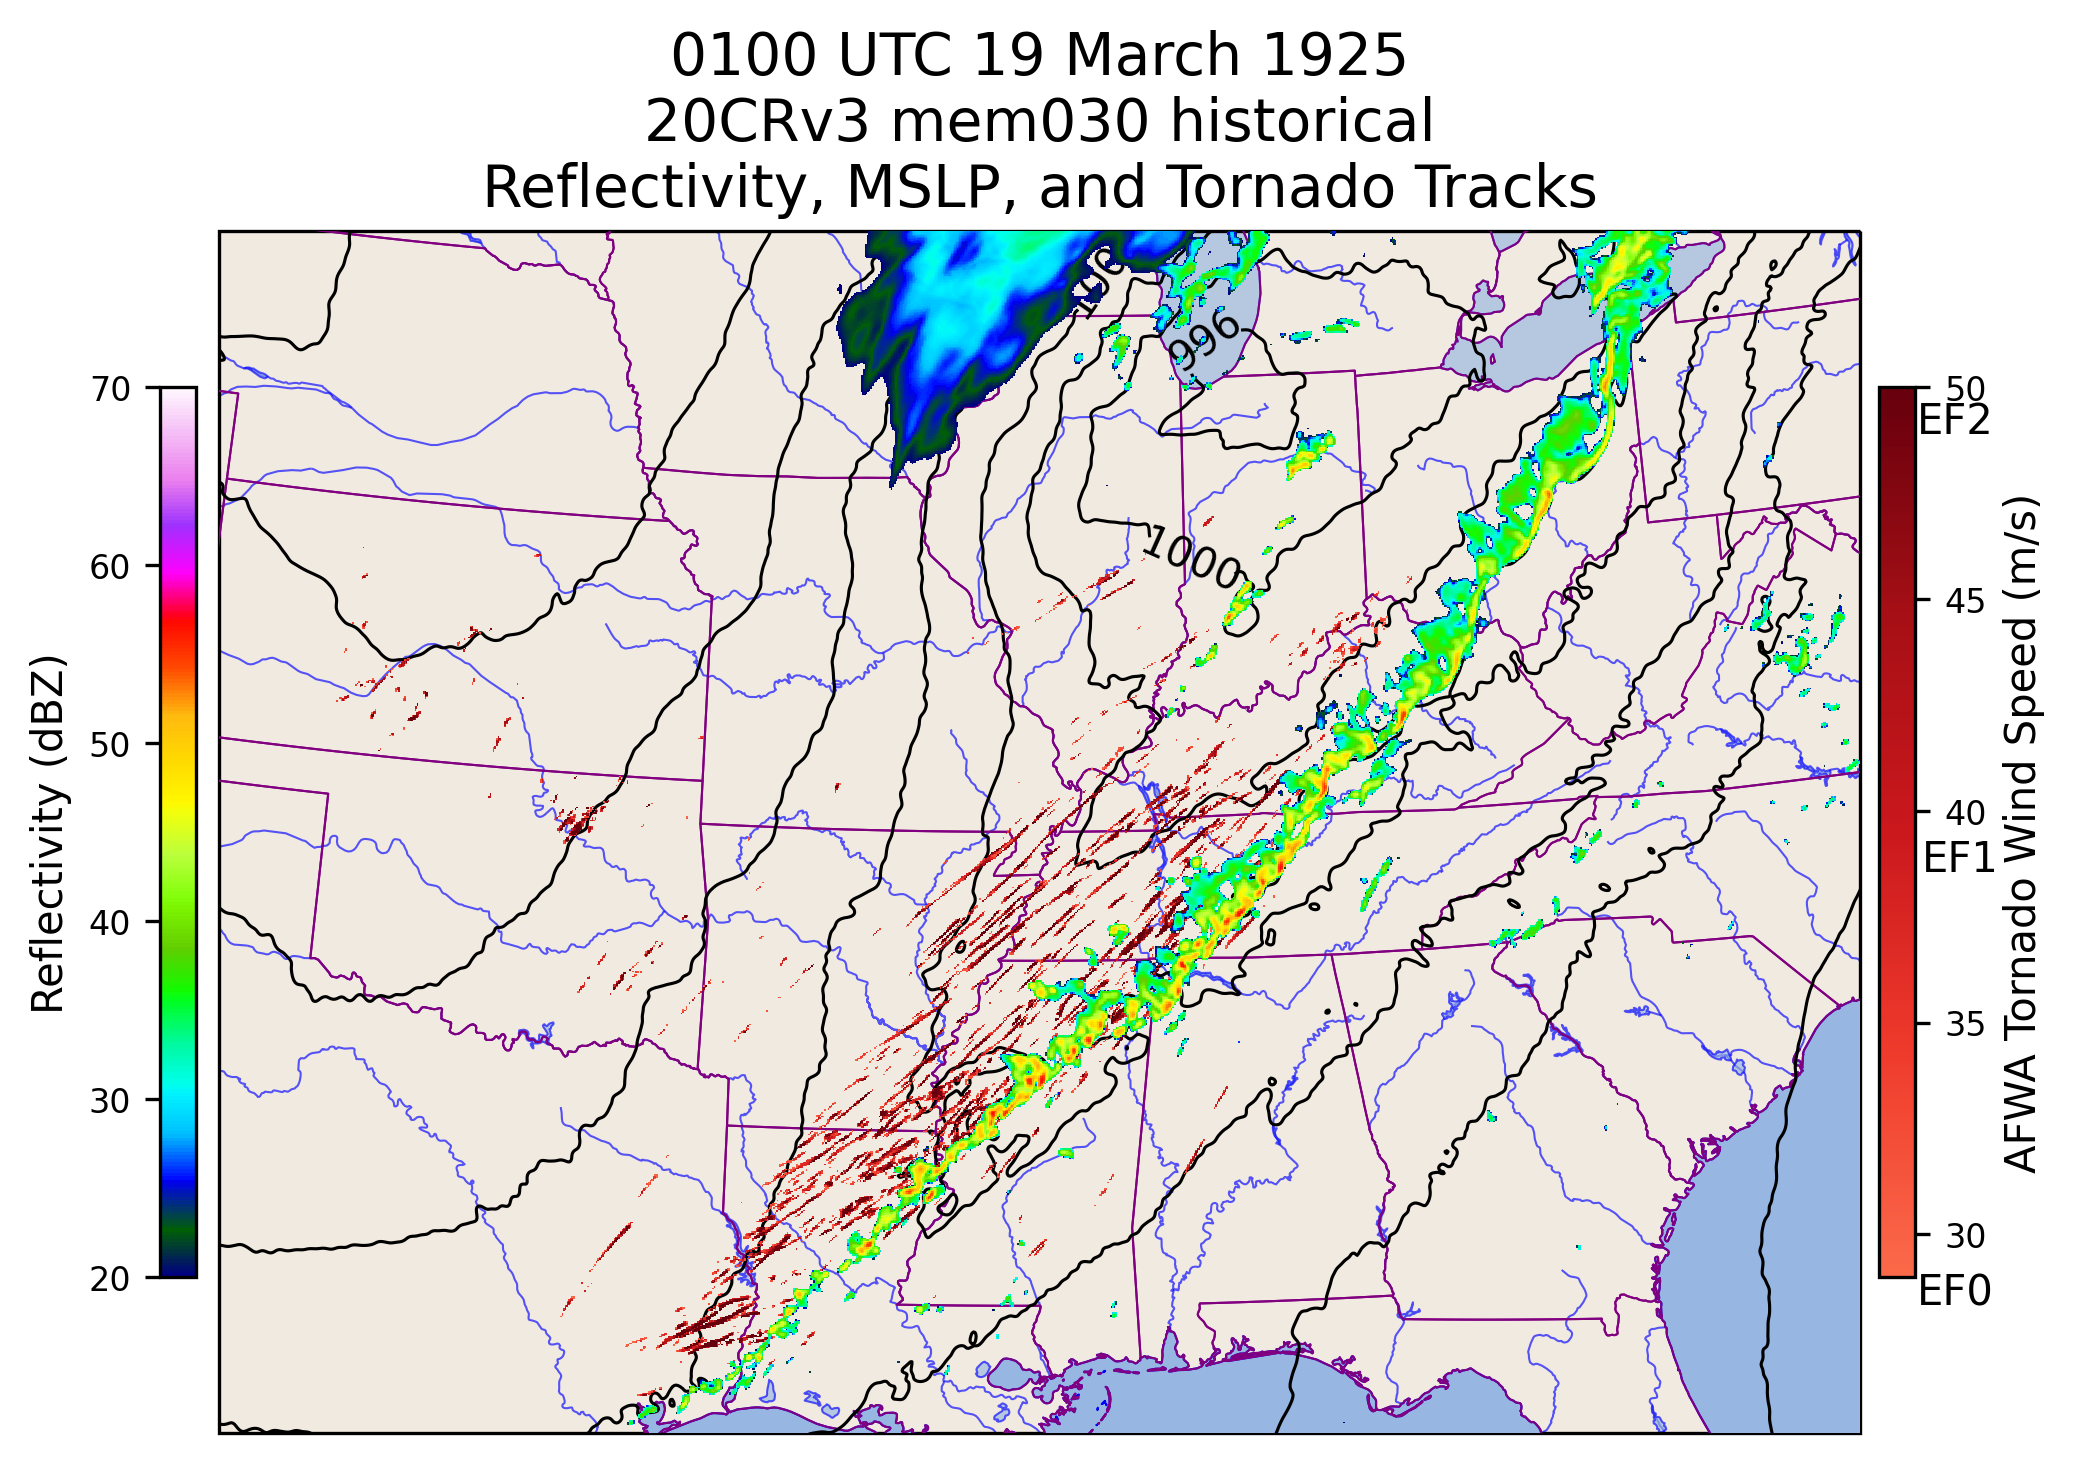 0100 UTC 19 March 1925
20CRv3 mem030 historical
Reflectivity, MSLP, and Tornado Tracks
996
1000
Reflectivity (dBZ)
70
60
50
40
30
20
50
EF2
45
40
EF1
35
30
EF0
AFWA Tornado Wind Speed (m/s)